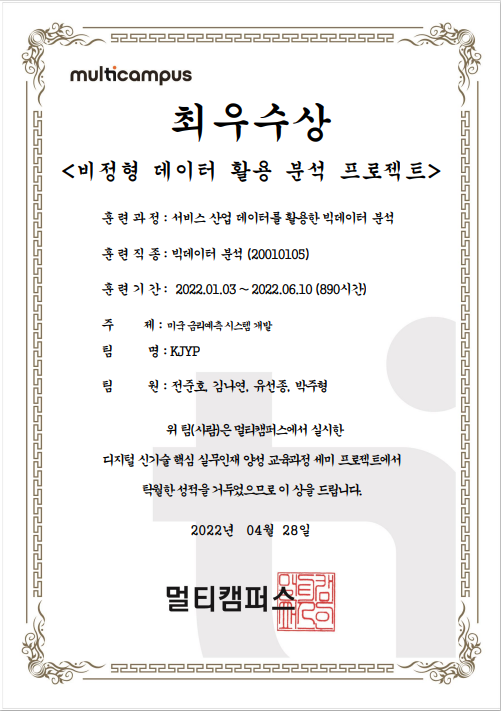 multicampus
최우수상
<비정형 데이터 활용 분석 프로젝트>
훈 련 과 정 : 서비스 산업 데이터를 활용한 빅데이터 분석
훈 련 직 종 : 빅데이터 분석 (20010105)
훈 련 기 간 : 2022.01.03 ~ 2022.06.10 (890시간)
주 제 : 미국 금리예측 시스템 개발
팀 명 : KJYP
팀 원 : 전준호, 김나연, 유선종, 박주형
위 팀(사람)은 멀티캠퍼스에서 실시한
디지털 신기술 핵심 실무인재 양성 교육과정 세미 프로젝트에서
탁월한 성적을 거두었으므로 이 상을 드립니다.
2022년 04월 28일
멀티캠퍼스